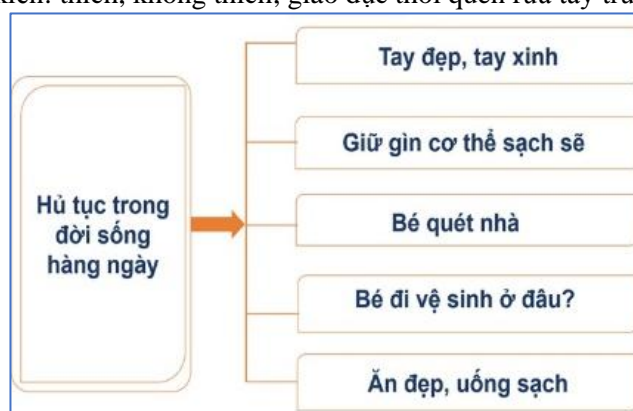 Hủ tục trong
đời sống
hàng ngày
Tay đẹp, tay xinh
Giữ gìn cơ thể sạch sẽ
Bé quét nhà
Bé đi vệ sinh ở đâu?
Ăn đẹp, uống sạch